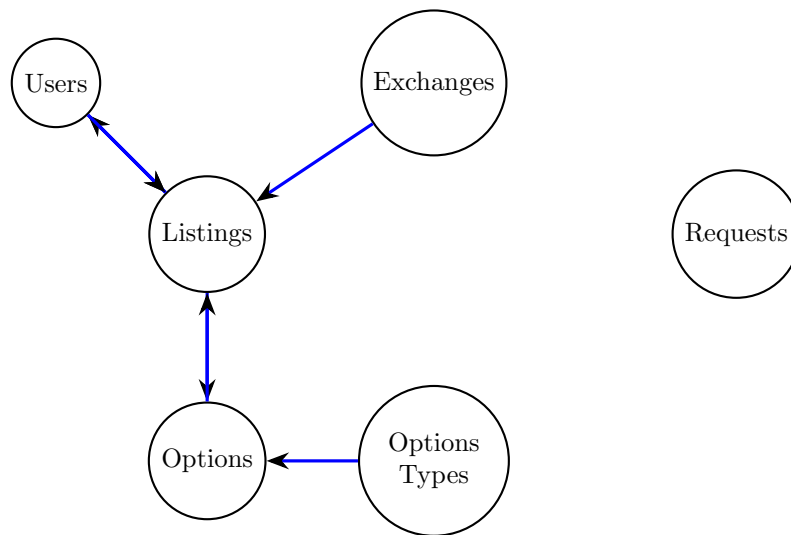 Users
Exchanges
Listings
Requests
Options
Options
Types